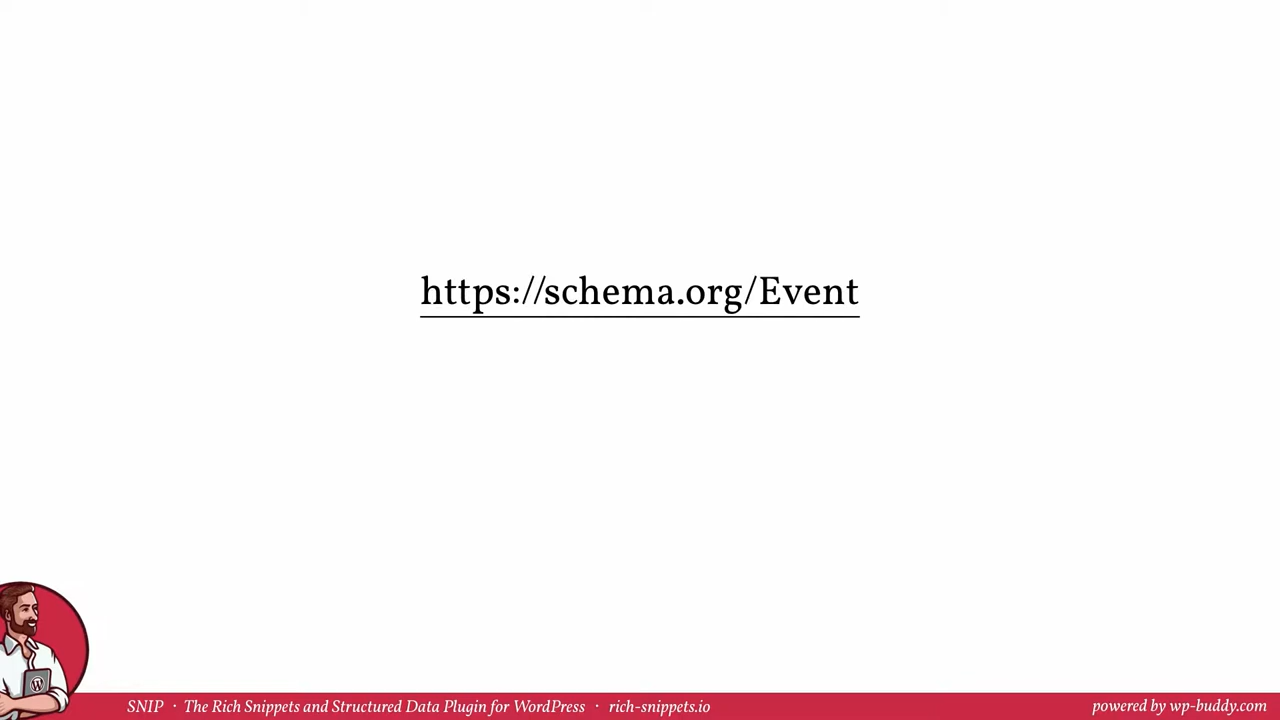 https://schema.org/Event
SNIP · The Rich Snippets and Structured Data Plugin for WordPress · rich-snippets.io
powered by wp-buddy.com